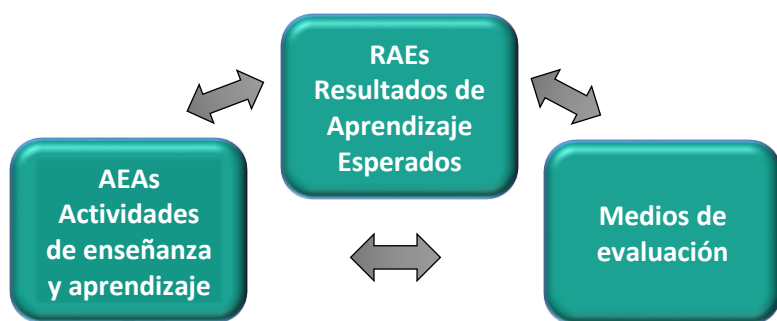 RAEs
Resultados de
Aprendizaje
Esperados
AEAs
Actividades
de enseñanza
y aprendizaje
Medios de
evaluación